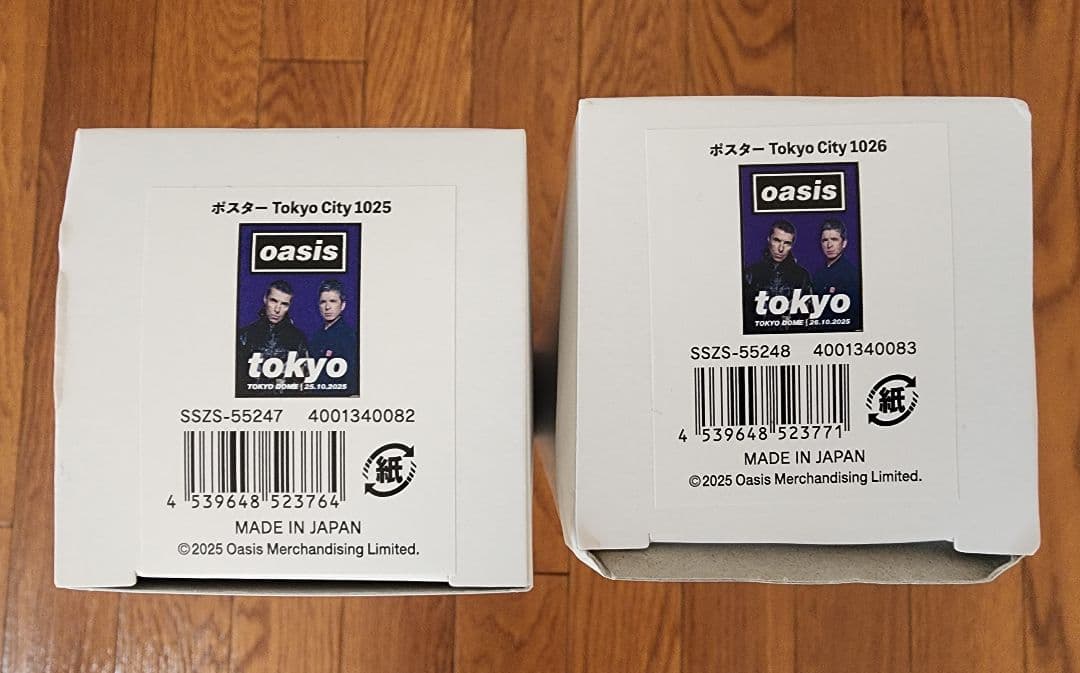 ポスター Tokyo City 1025
oasis
tokyo
TOKYO DOME | 25.10.2025
SSZS-55247 4001340082
4 539648 523764
紙
MADE IN JAPAN
©2025 Oasis Merchandising Limited.
ポスター Tokyo City 1026
oasis
tokyo
TOKYO DOME | 26.10.2025
SSZS-55248 4001340083
4 539648 523771
紙
MADE IN JAPAN
©2025 Oasis Merchandising Limited.